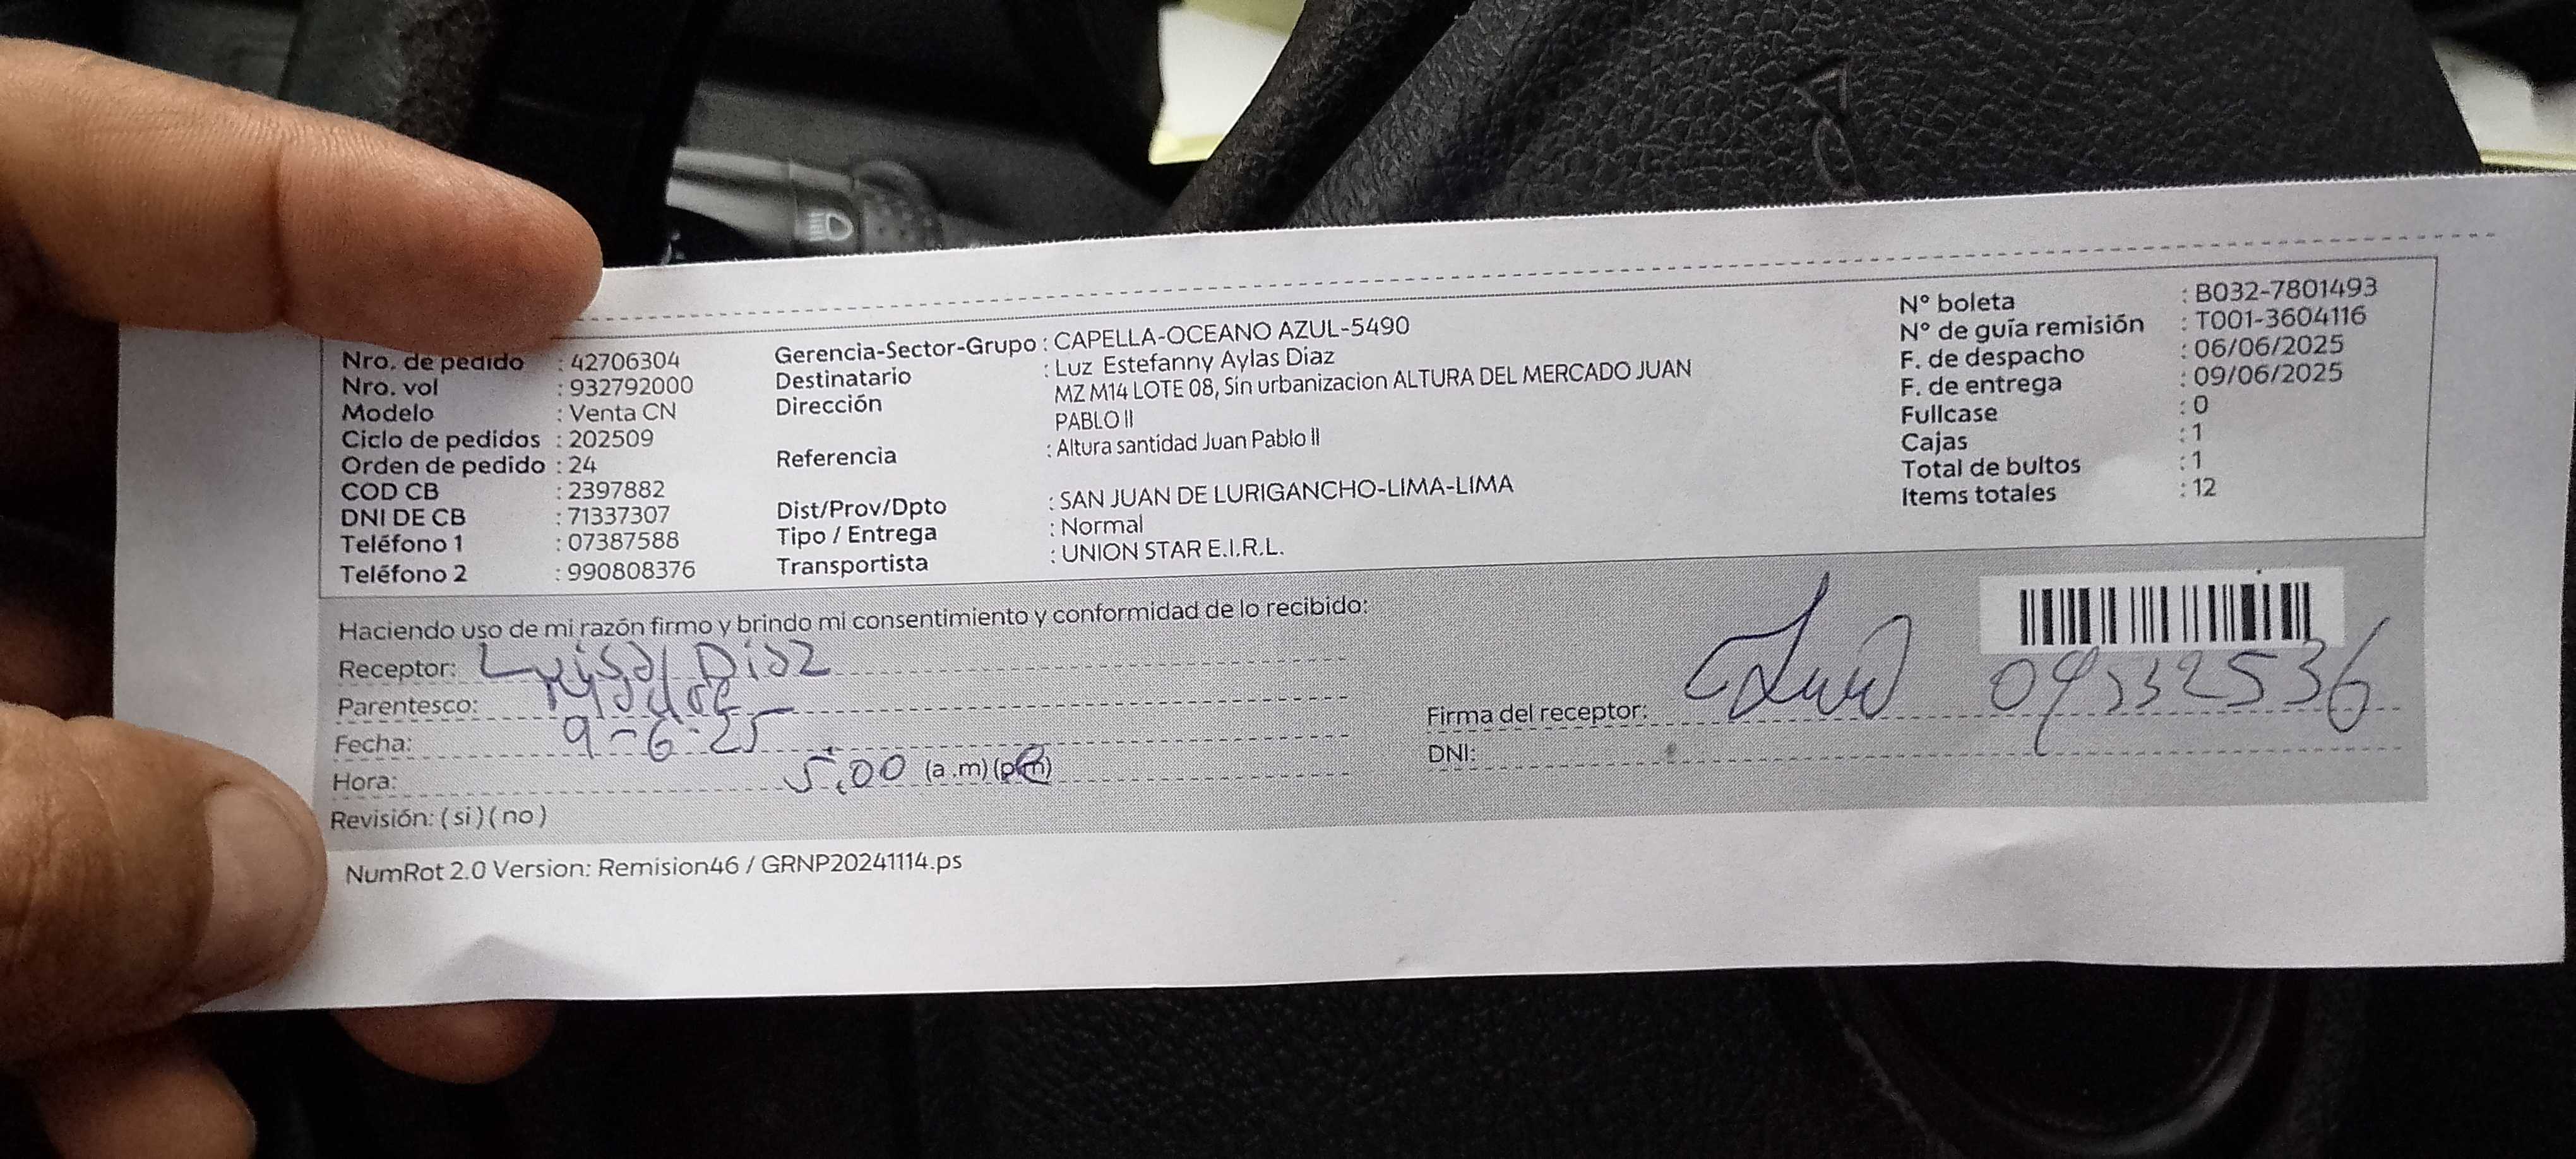 Nro. de pedido : 42706304
Nro. vol : 932792000
Modelo : Venta CN
Ciclo de pedidos : 202509
Orden de pedido : 24
COD CB : 2397882
DNI DE CB : 71337307
Teléfono 1 : 07387588
Teléfono 2 : 990808376
Gerencia-Sector-Grupo : CAPELLA-OCEANO AZUL-5490
Destinatario : Luz Estefanny Aylas Diaz
Dirección MZ M14 LOTE 08, Sin urbanizacion ALTURA DEL MERCADO JUAN
PABLO II
Referencia : Altura santidad Juan Pablo II
Dist/Prov/Dpto : SAN JUAN DE LURIGANCHO-LIMA-LIMA
Tipo / Entrega : Normal
Transportista : UNION STAR E.I.R.L.
N° boleta : B032-7801493
N° de guía remisión : T001-3604116
F. de despacho : 06/06/2025
F. de entrega : 09/06/2025
Fullcase : 0
Cajas : 1
Total de bultos : 1
Items totales : 12
Haciendo uso de mi razón firmo y brindo mi consentimiento y conformidad de lo recibido:
Receptor: Diaz
Parentesco:
Fecha: 9-6-25
Hora: 5:00 (a.m) (pm)
Revisión: ( si ) ( no )
Firma del receptor:
DNI:
NumRot 2.0 Version: Remision46 / GRNP20241114.ps